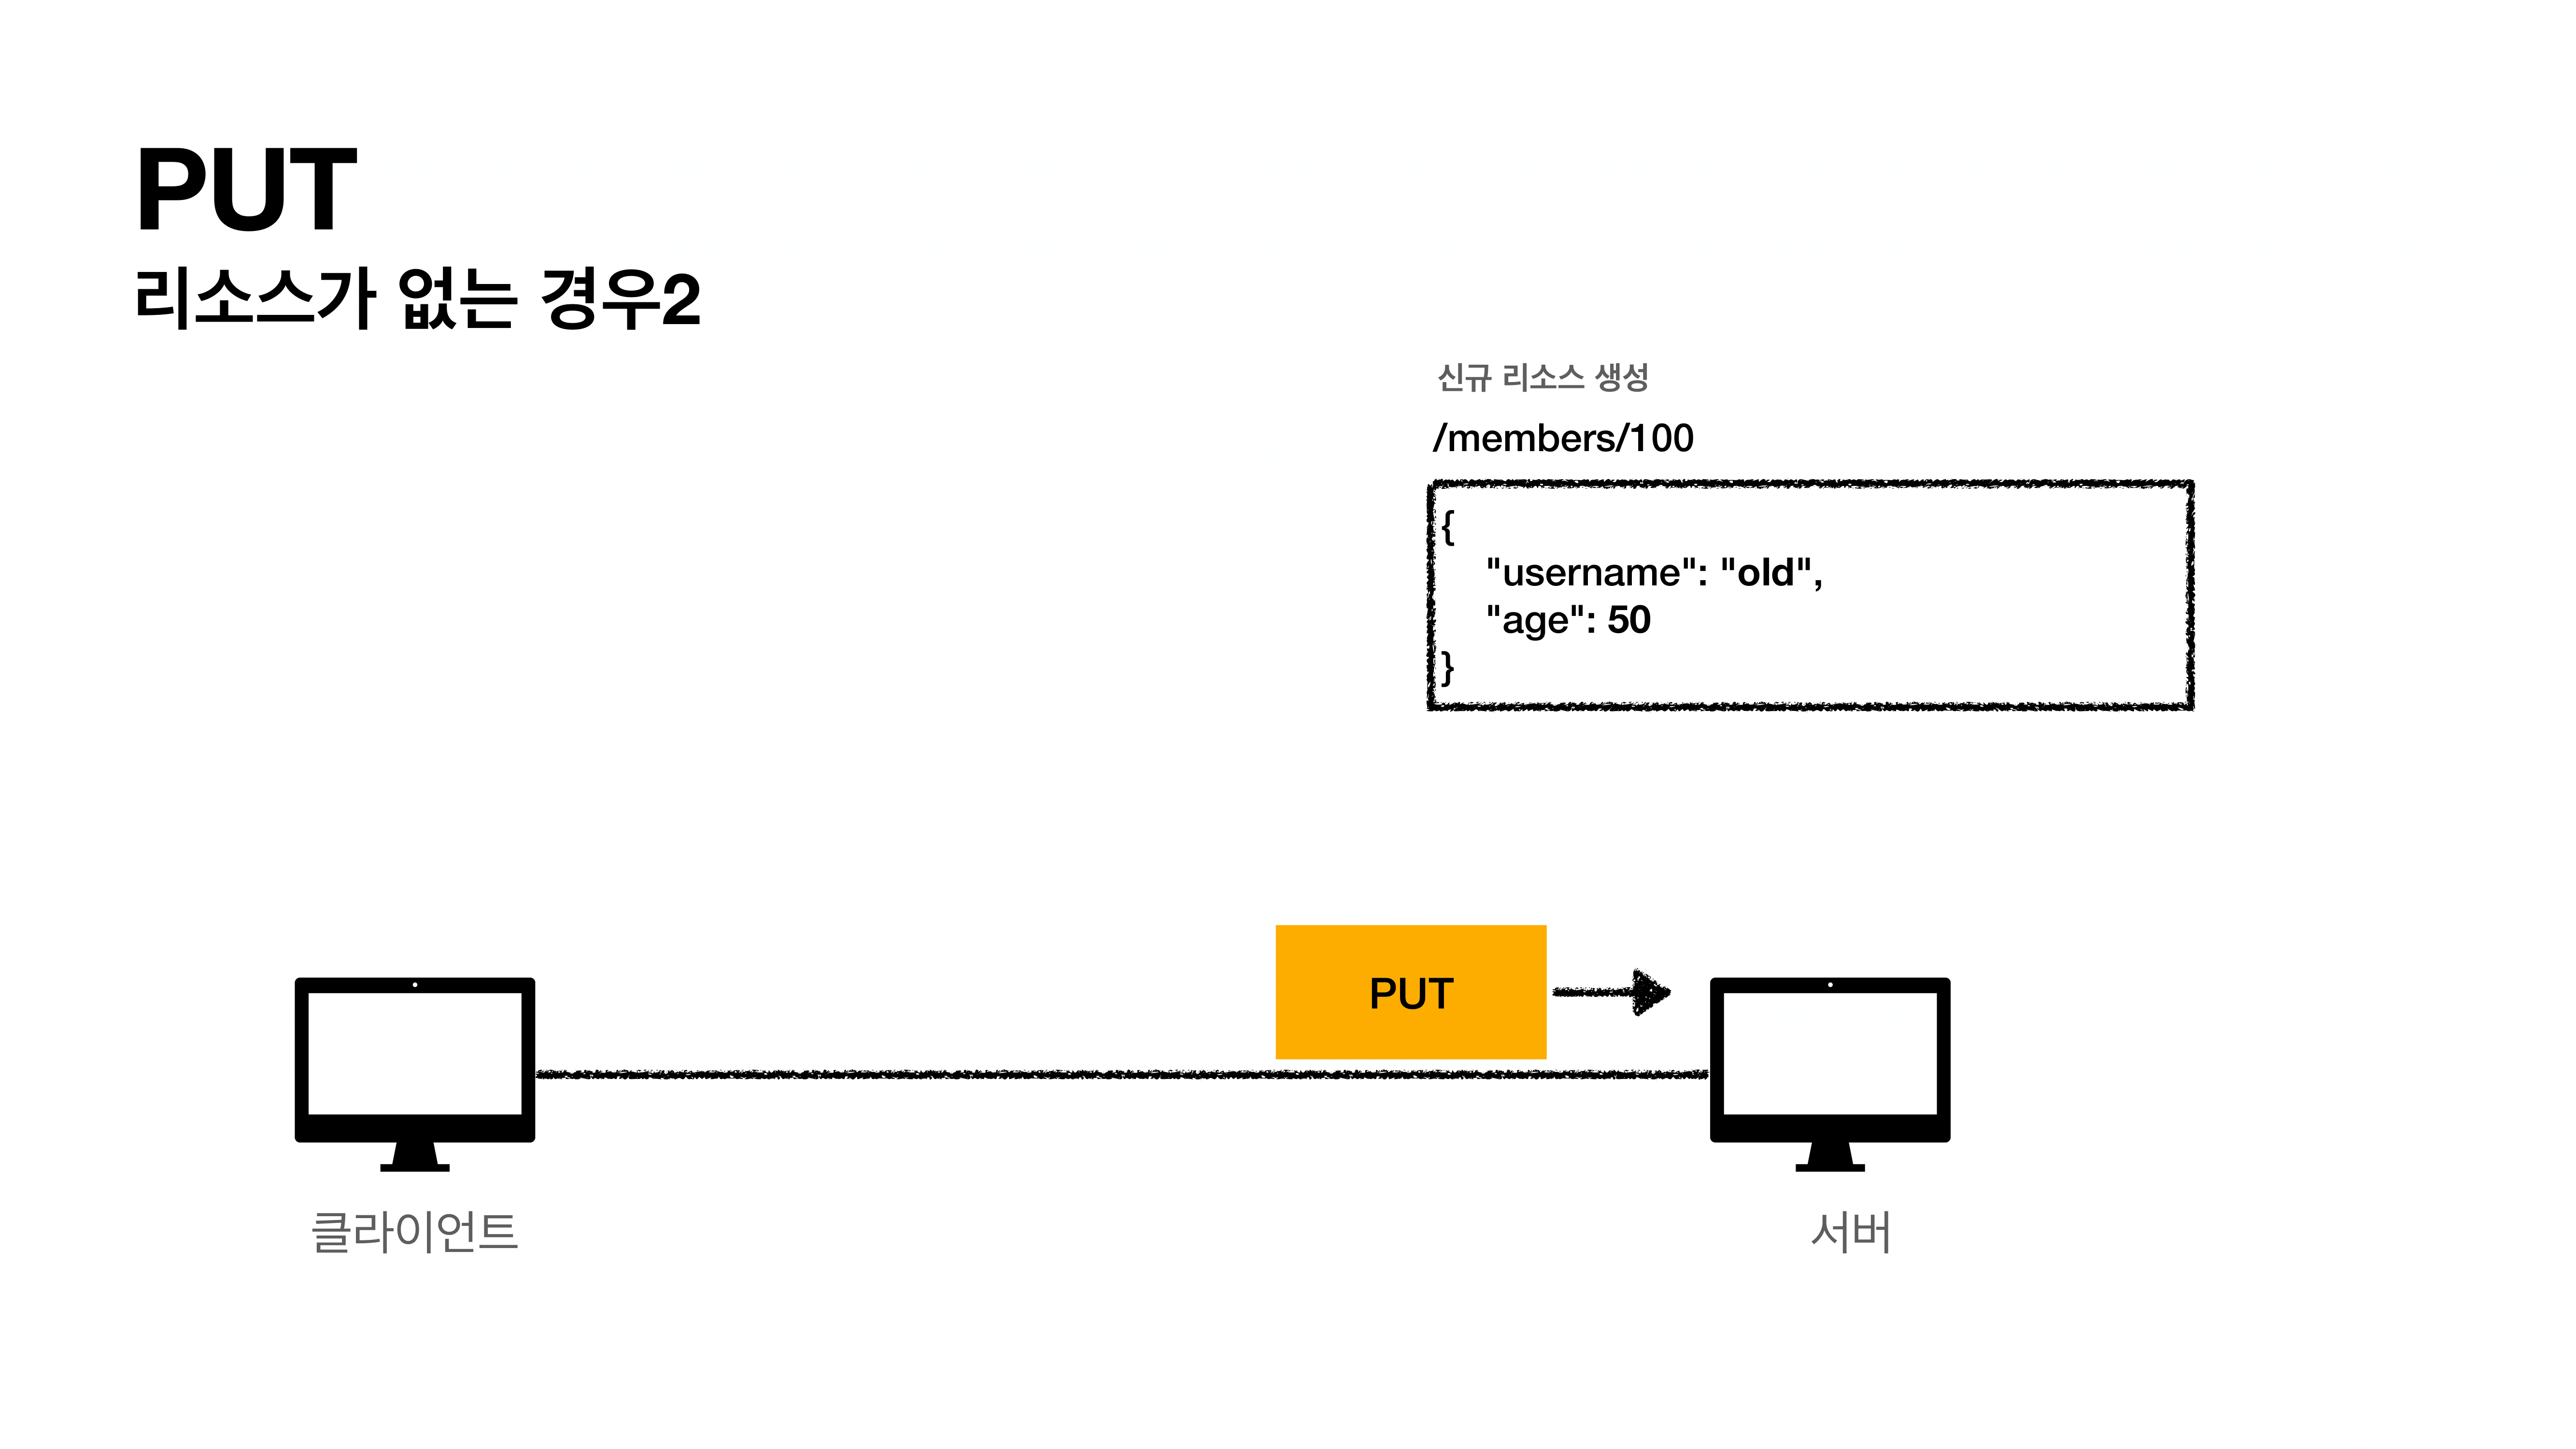 PUT
리소스가 없는 경우2
신규 리소스 생성
/members/100
{
"username": "old",
"age": 50
}
PUT
클라이언트
서버